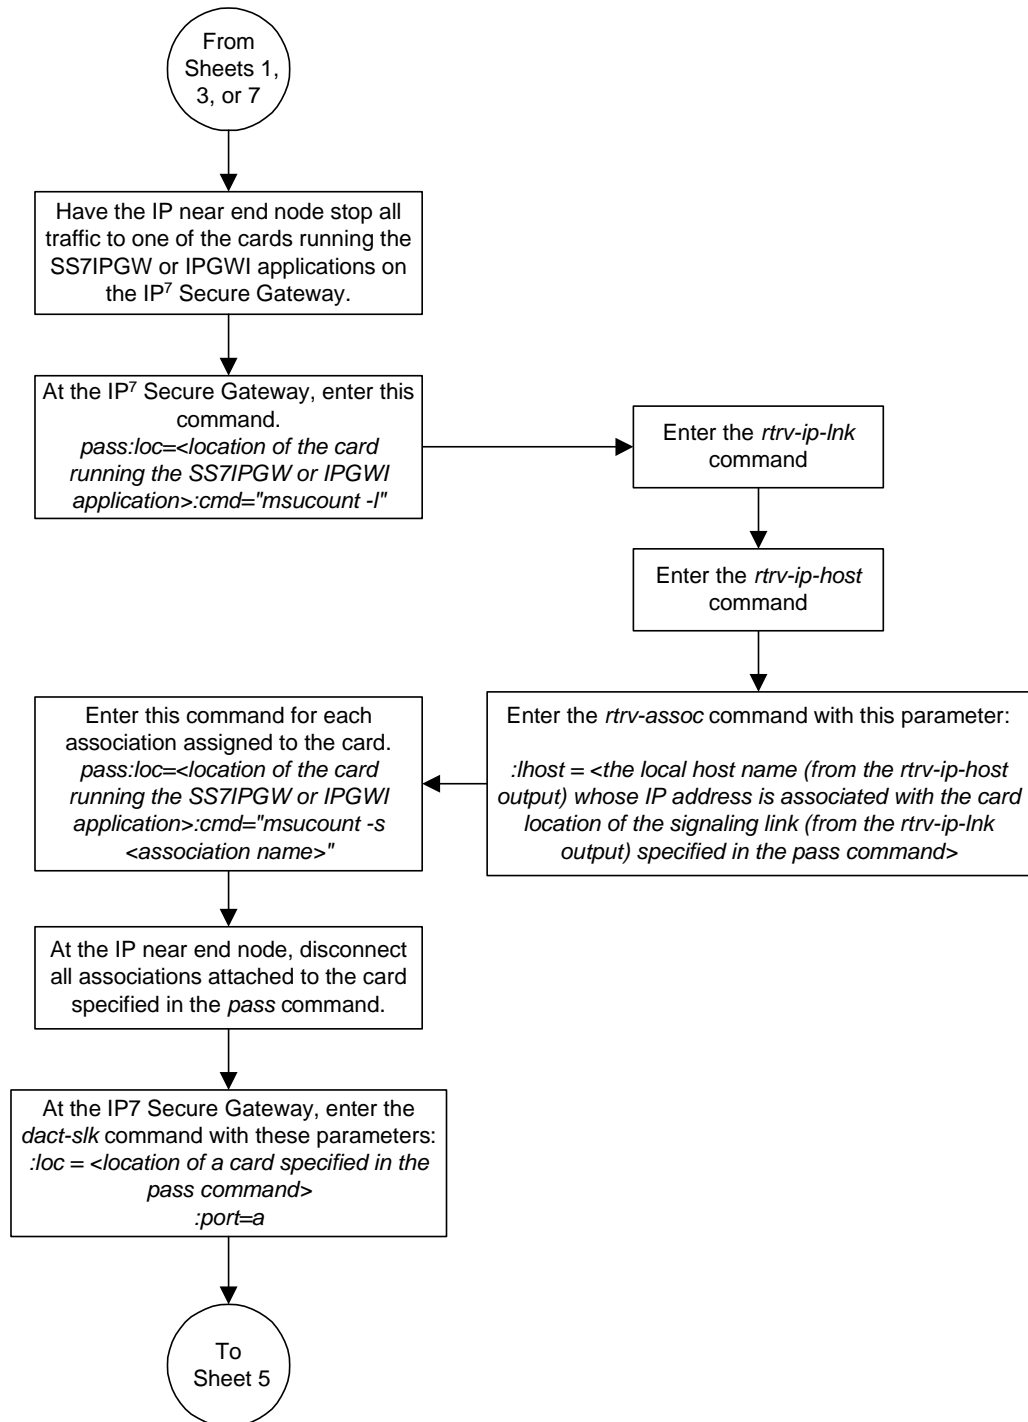 From
Sheets 1,
3, or 7
Have the IP near end node stop all
traffic to one of the cards running the
SS7IPGW or IPGWI applications on
the IP⁷ Secure Gateway.
At the IP⁷ Secure Gateway, enter this
command.
pass:loc=<location of the card
running the SS7IPGW or IPGWI
application>:cmd="msucount -l"
Enter the rtrv-ip-lnk
command
Enter the rtrv-ip-host
command
Enter the rtrv-assoc command with this parameter:
:lhost = <the local host name (from the rtrv-ip-host
output) whose IP address is associated with the card
location of the signaling link (from the rtrv-ip-lnk
output) specified in the pass command>
Enter this command for each
association assigned to the card.
pass:loc=<location of the card
running the SS7IPGW or IPGWI
application>:cmd="msucount -s
<association name>"
At the IP near end node, disconnect
all associations attached to the card
specified in the pass command.
At the IP7 Secure Gateway, enter the
dact-slk command with these parameters:
:loc = <location of a card specified in the
pass command>
:port=a
To
Sheet 5